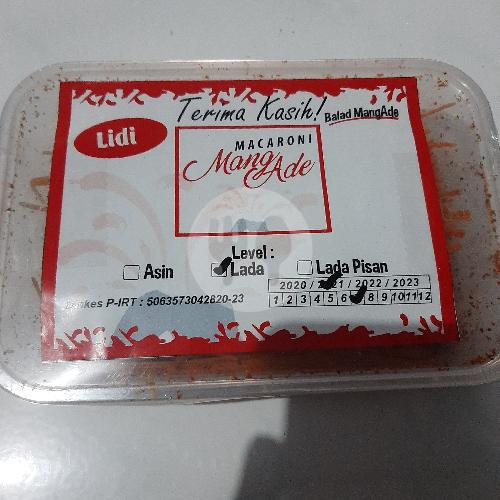 Terima Kasih!
Balad MangAde
Lidi
MACARONI
Mang Ade
Level :
Asin
Lada
Lada Pisan
2020 / 2021 / 2022 / 2023
1 2 3 4 5 6 8 9 10 11 12
P-IRT : 5063573042820-23